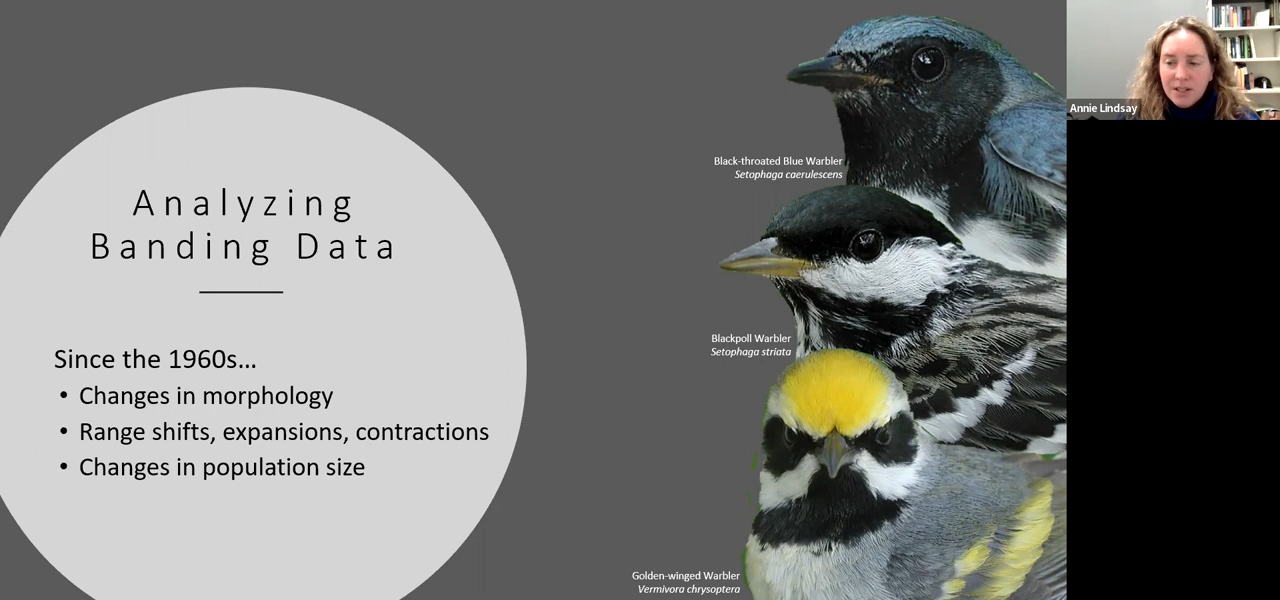 Analyzing
Banding Data
Since the 1960s…
• Changes in morphology
• Range shifts, expansions, contractions
• Changes in population size
Black-throated Blue Warbler
Setophaga caerulescens
Blackpoll Warbler
Setophaga striata
Golden-winged Warbler
Vermivora chrysoptera
Annie Lindsay